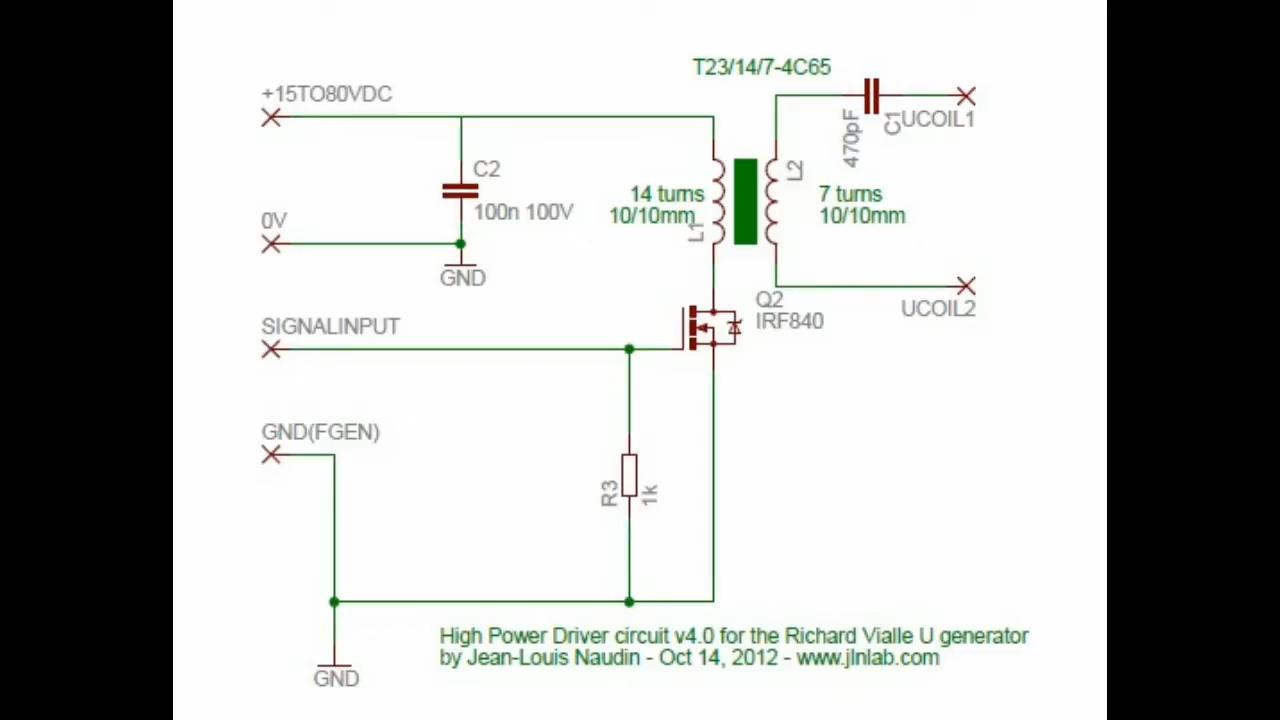 T23/14/7-4C65
+15TO80VDC
470pF
C1
UCOIL1
C2
100n 100V
14 turns
10/10mm
L1
L2
7 turns
10/10mm
0V
GND
Q2
IRF840
UCOIL2
SIGNALINPUT
GND(FGEN)
R3
1k
High Power Driver circuit v4.0 for the Richard Vialle U generator
by Jean-Louis Naudin - Oct 14, 2012 - www.jlnlab.com
GND